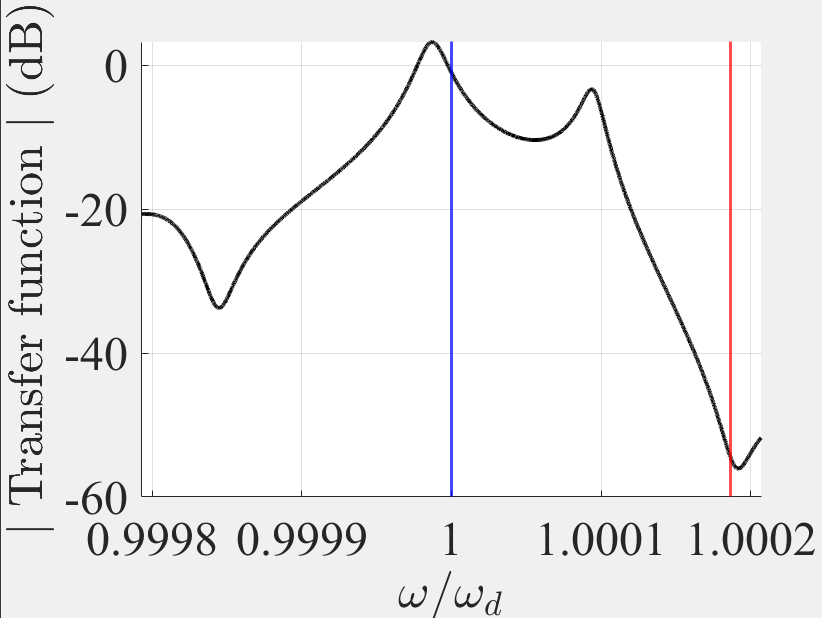 | Transfer function | (dB)
0
-20
-40
-60
0.9998 0.9999 1 1.0001 1.0002
ω/ω_d